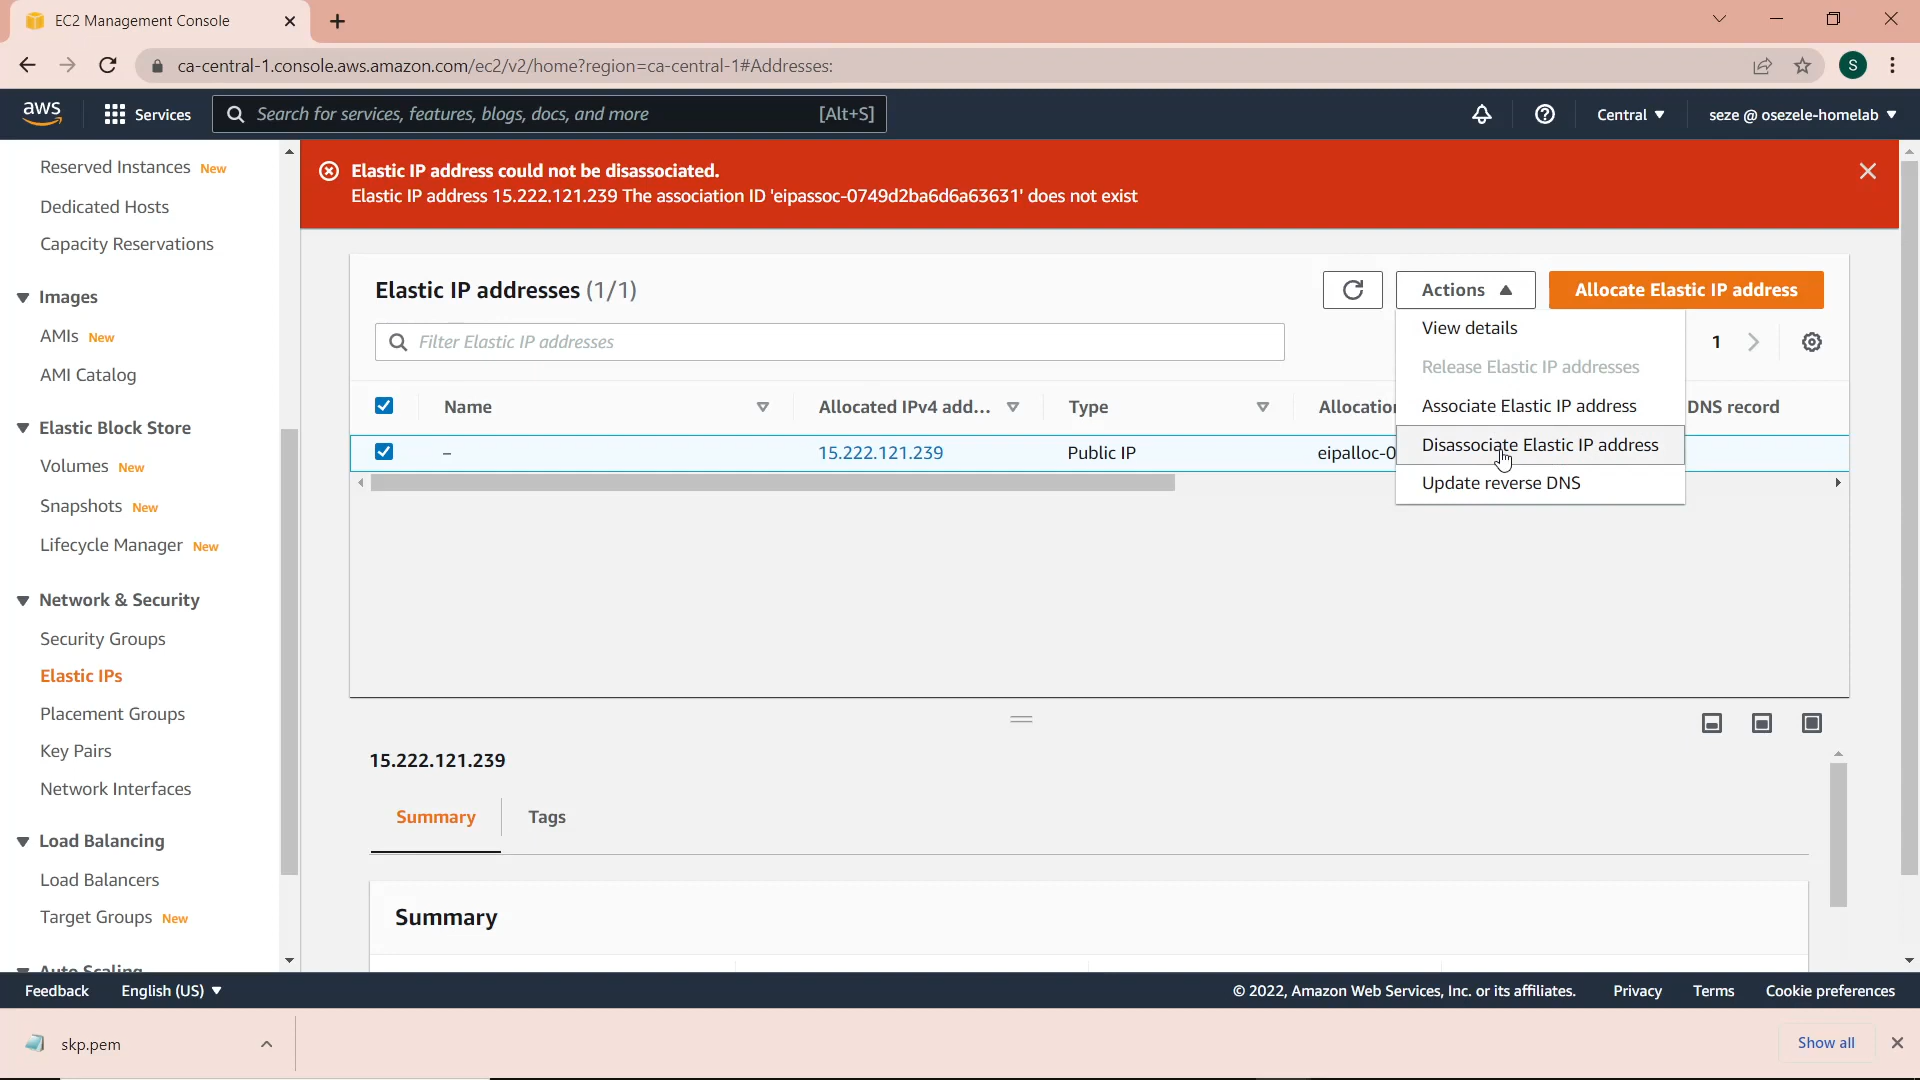 EC2 Management Console
ca-central-1.console.aws.amazon.com/ec2/v2/home?region=ca-central-1#Addresses:
S
aws
Services
Search for services, features, blogs, docs, and more
[Alt+S]
Central
seze @ osezele-homelab
Reserved Instances New
Dedicated Hosts
Capacity Reservations
Images
AMIs New
AMI Catalog
Elastic Block Store
Volumes New
Snapshots New
Lifecycle Manager New
Network & Security
Security Groups
Elastic IPs
Placement Groups
Key Pairs
Network Interfaces
Load Balancing
Load Balancers
Target Groups New
Auto Scaling
Elastic IP address could not be disassociated.
Elastic IP address 15.222.121.239 The association ID 'eipassoc-0749d2ba6d6a63631' does not exist
Elastic IP addresses (1/1)
Actions
Allocate Elastic IP address
Filter Elastic IP addresses
1
View details
Release Elastic IP addresses
Associate Elastic IP address
Disassociate Elastic IP address
Update reverse DNS
Name
Allocated IPv4 add...
Type
Allocation
DNS record
–
15.222.121.239
Public IP
eipalloc-0
15.222.121.239
Summary
Tags
Summary
Feedback
English (US)
© 2022, Amazon Web Services, Inc. or its affiliates.
Privacy
Terms
Cookie preferences
skp.pem
Show all